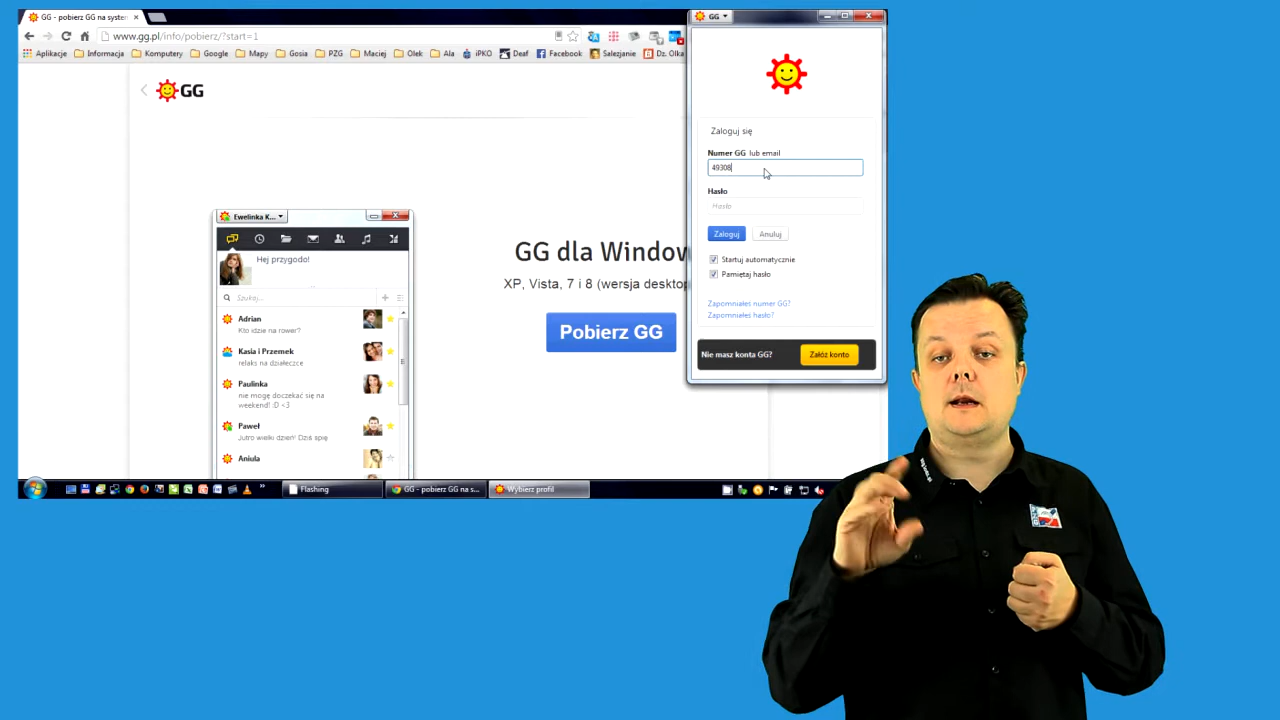 GG - pobierz GG na system
www.gg.pl/info/pobierz/?start=1
Aplikacje Informacja Komputery Google Mapy Gosia PZG Maciej Olek Ala iPKO Deaf Facebook Salezjanie Dz. Olka
GG
Ewelinka K...
Hej przygodo!
Szukaj...
Adrian
Kto idzie na rower?
Kasia i Przemek
relaks na działeczce
Paulinka
nie mogę doczekać się na
weekend! :D <3
Paweł
Jutro wielki dzień! Dziś śpię
Aniula
GG dla Window
XP, Vista, 7 i 8 (wersja desktop
Pobierz GG
GG
Zaloguj się
Numer GG lub email
49308
Hasło
Hasło
Zaloguj Anuluj
Startuj automatycznie
Pamiętaj hasło
Zapomniałeś numer GG?
Zapomniałeś hasło?
Nie masz konta GG? Załóż konto
Flashing GG - pobierz GG na s... Wybierz profil